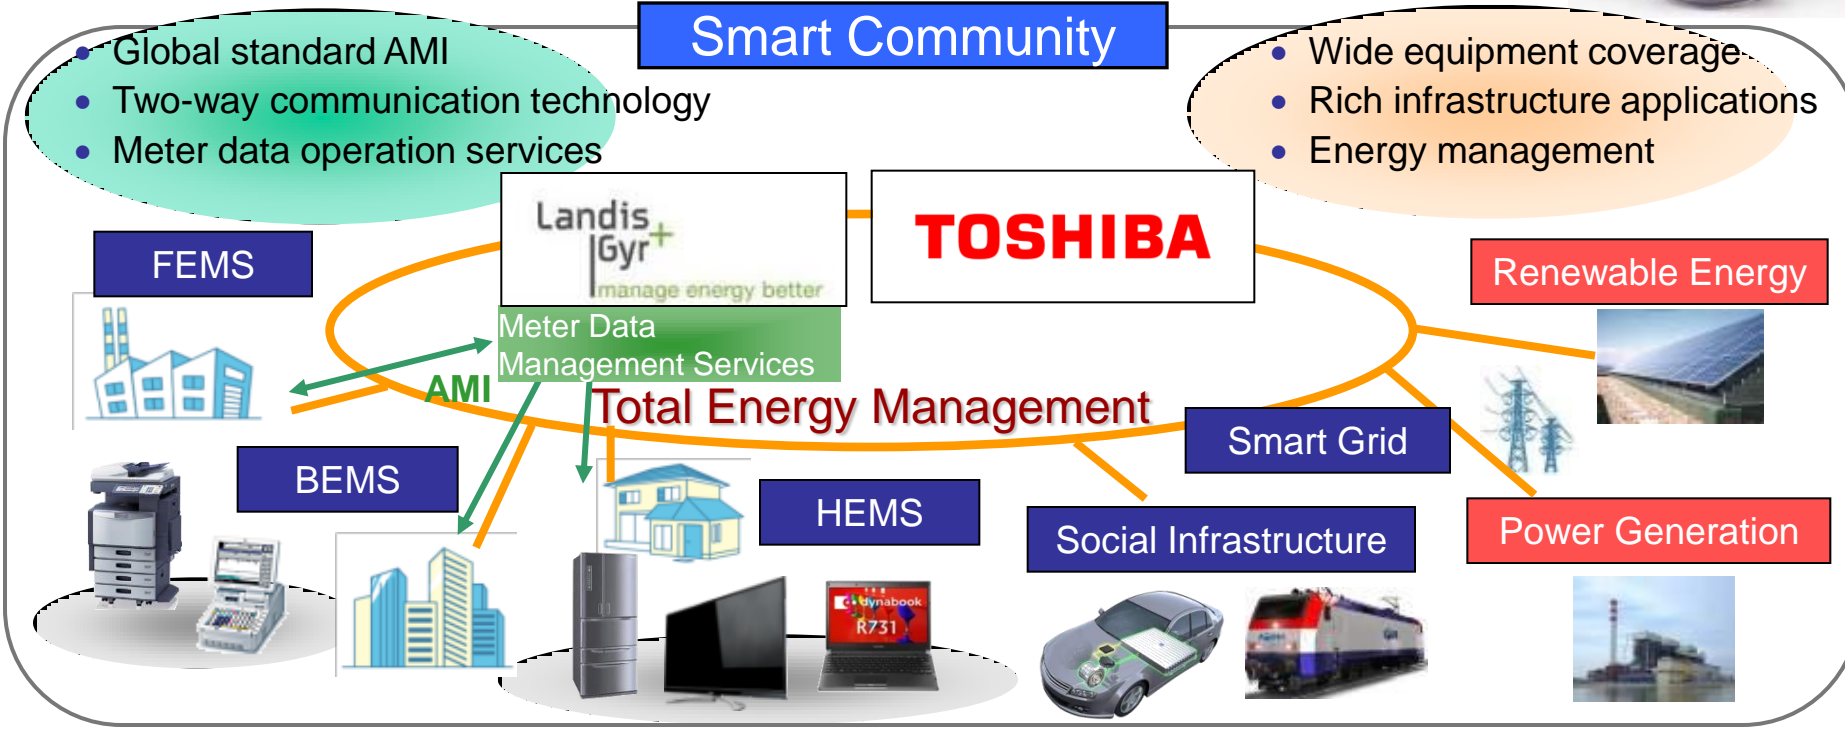 Smart Community
Global standard AMI
Two-way communication technology
Meter data operation services
Wide equipment coverage
Rich infrastructure applications
Energy management
Landis
Gyr+
manage energy better
TOSHIBA
FEMS
Renewable Energy
Meter Data
Management Services
AMI
Total Energy Management
Smart Grid
BEMS
HEMS
Social Infrastructure
Power Generation
dynabook
R731